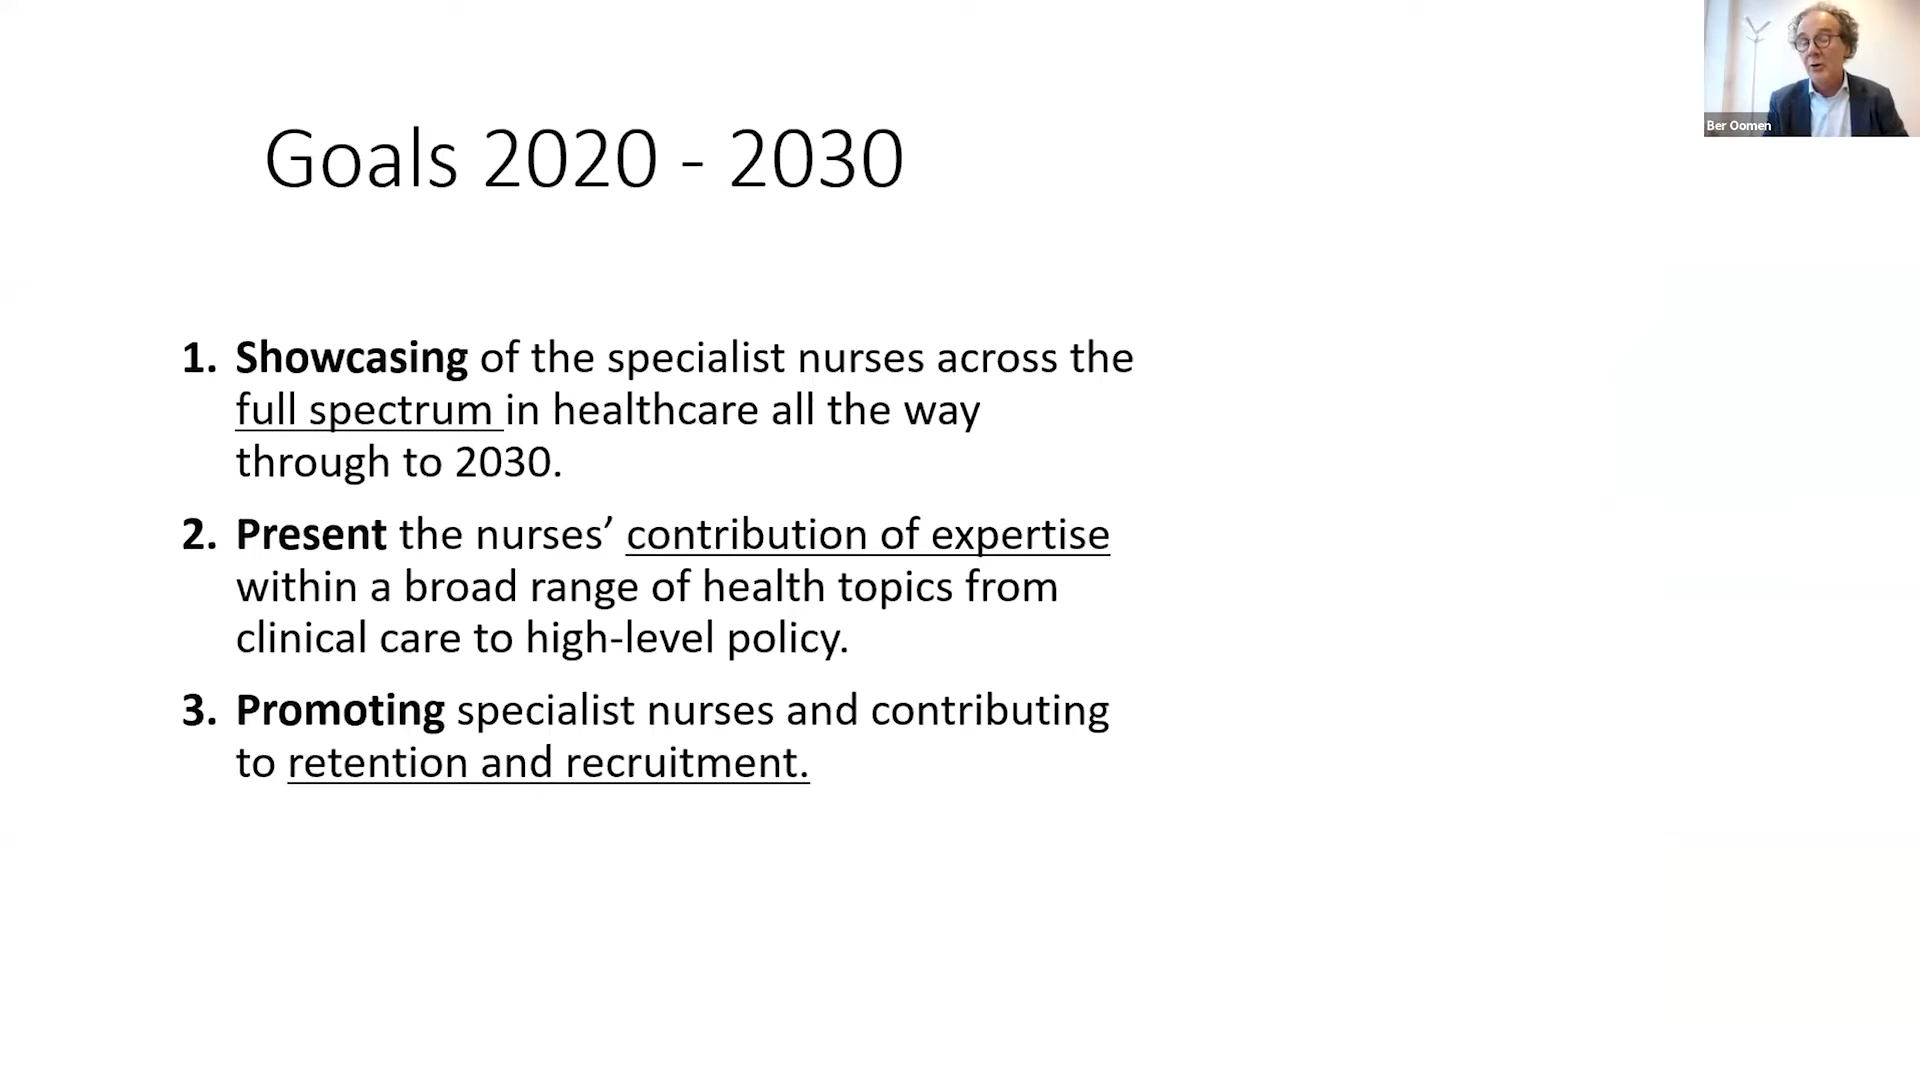 Ber Oomen
Goals 2020 - 2030
1. Showcasing of the specialist nurses across the
full spectrum in healthcare all the way
through to 2030.
2. Present the nurses’ contribution of expertise
within a broad range of health topics from
clinical care to high-level policy.
3. Promoting specialist nurses and contributing
to retention and recruitment.